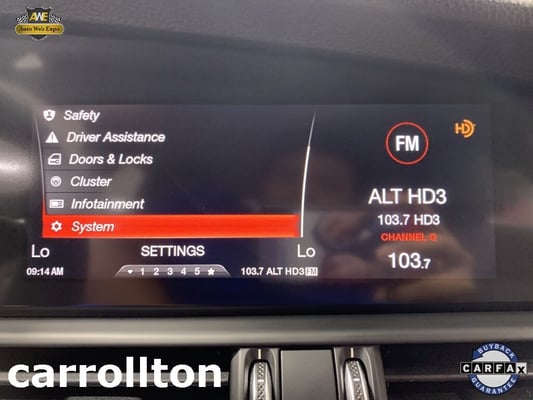 AWE
Auto Web Expo
Safety
Driver Assistance
Doors & Locks
Cluster
Infotainment
System
Lo
SETTINGS
Lo
09:14 AM
1 2 3 4 5
103.7 ALT HD3 FM
FM
HD
ALT HD3
103.7 HD3
CHANNEL Q
103.7
carrollton
BUYBACK
CARFAX
GUARANTEE